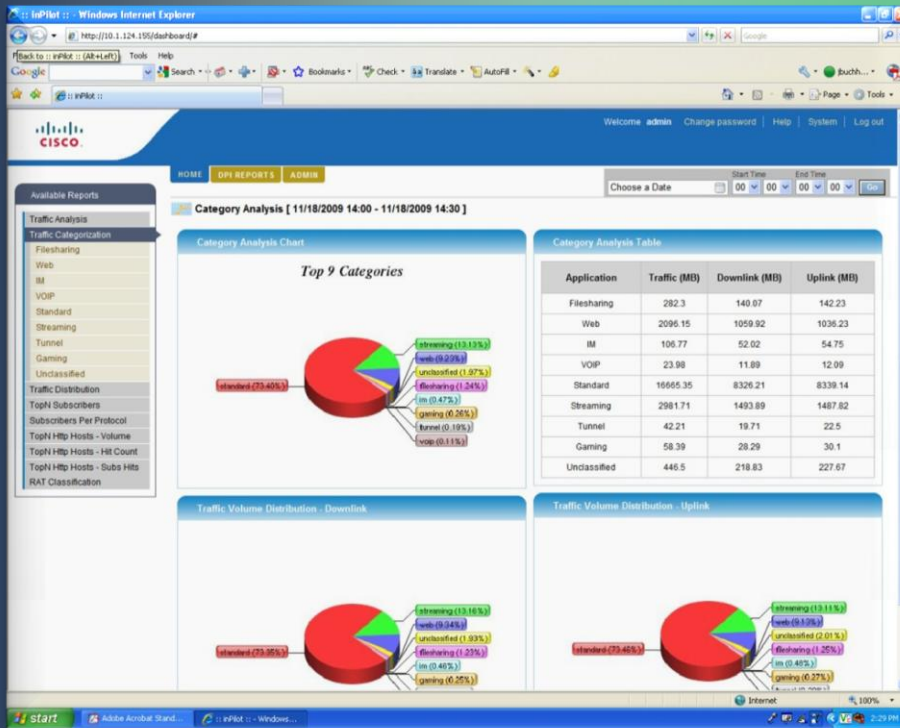 :: inPilot :: - Windows Internet Explorer
http://10.1.124.155/dashboard/#
Google
Back to :: inPilot :: (Alt+Left)
Tools Help
Google
Search
Bookmarks
Check
Translate
AutoFill
jbuchh...
:: inPilot ::
Page
Tools
CISCO
Welcome admin Change password | Help | System | Log out
HOME DPI REPORTS ADMIN
Start Time End Time
Choose a Date 00 00 00 00 Go
Available Reports
Traffic Analysis
Traffic Categorization
Filesharing
Web
IM
VOIP
Standard
Streaming
Tunnel
Gaming
Unclassified
Traffic Distribution
TopN Subscribers
Subscribers Per Protocol
TopN Http Hosts - Volume
TopN Http Hosts - Hit Count
TopN Http Hosts - Subs Hits
RAT Classification
Category Analysis [ 11/18/2009 14:00 - 11/18/2009 14:30 ]
Category Analysis Chart
Top 9 Categories
streaming (13.13%)
web (9.23%)
unclassified (1.97%)
filesharing (1.24%)
im (0.47%)
gaming (0.26%)
tunnel (0.19%)
voip (0.11%)
standard (73.40%)
Category Analysis Table
Application Traffic (MB) Downlink (MB) Uplink (MB)
Filesharing 282.3 140.07 142.23
Web 2096.15 1059.92 1036.23
IM 106.77 52.02 54.75
VOIP 23.98 11.89 12.09
Standard 16665.35 8326.21 8339.14
Streaming 2981.71 1493.89 1487.82
Tunnel 42.21 19.71 22.5
Gaming 58.39 28.29 30.1
Unclassified 446.5 218.83 227.67
Traffic Volume Distribution - Downlink
streaming (13.16%)
web (9.34%)
unclassified (1.93%)
filesharing (1.23%)
im (0.46%)
gaming (0.25%)
standard (73.35%)
Traffic Volume Distribution - Uplink
streaming (13.11%)
web (9.13%)
unclassified (2.01%)
filesharing (1.25%)
im (0.48%)
gaming (0.27%)
standard (73.46%)
Internet
100%
start
Adobe Acrobat Stand...
:: inPilot :: - Windows...
2:29 PM